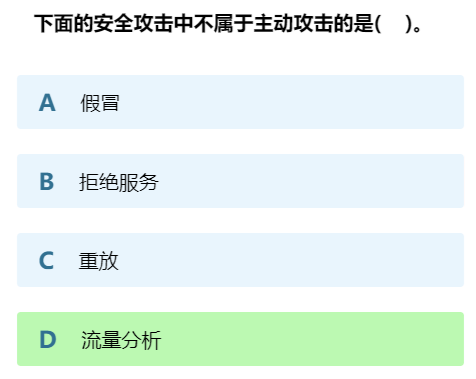 下面的安全攻击中不属于主动攻击的是(    )。
A 假冒
B 拒绝服务
C 重放
D 流量分析